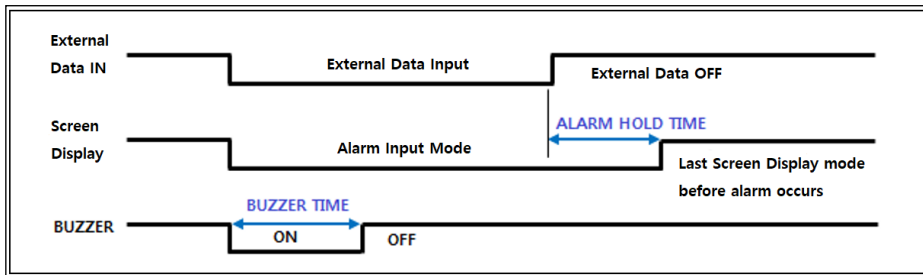 External
Data IN
External Data Input
External Data OFF
ALARM HOLD TIME
Screen
Display
Alarm Input Mode
Last Screen Display mode
before alarm occurs
BUZZER TIME
BUZZER
ON
OFF